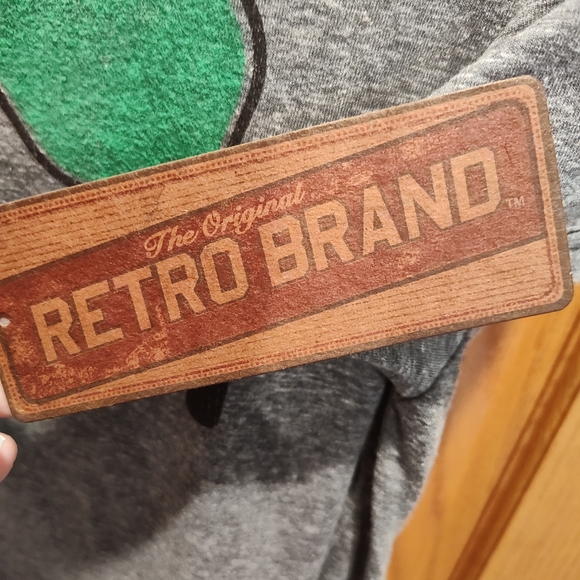 The Original
RETRO BRAND™